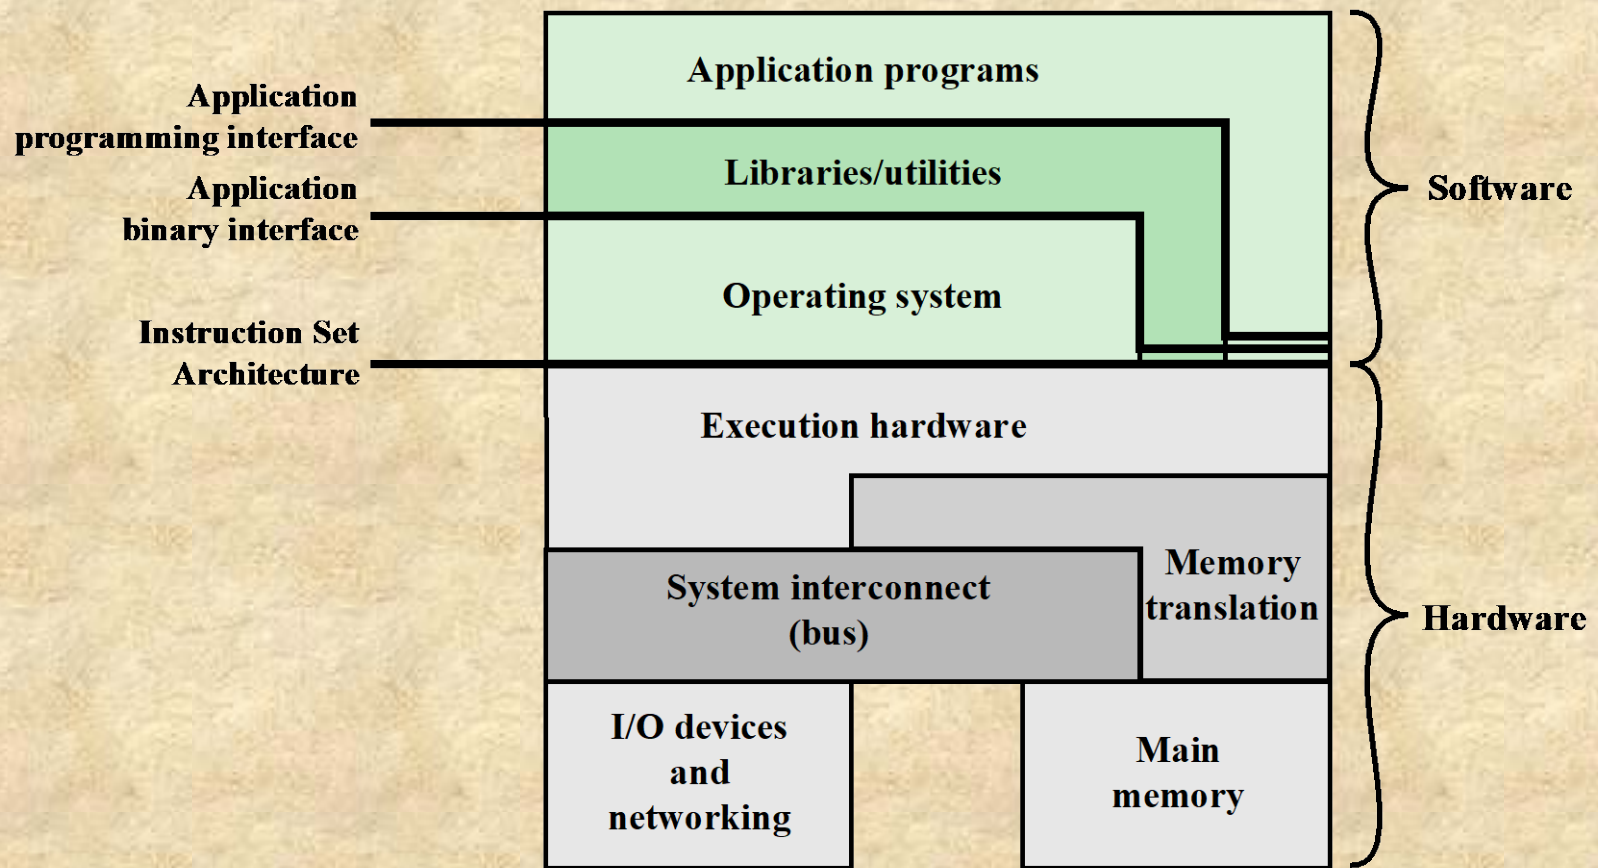 Application programs
Application
programming interface
Libraries/utilities
Application
binary interface
Software
Operating system
Instruction Set
Architecture
Execution hardware
Memory
translation
System interconnect
(bus)
Hardware
I/O devices
and
networking
Main
memory